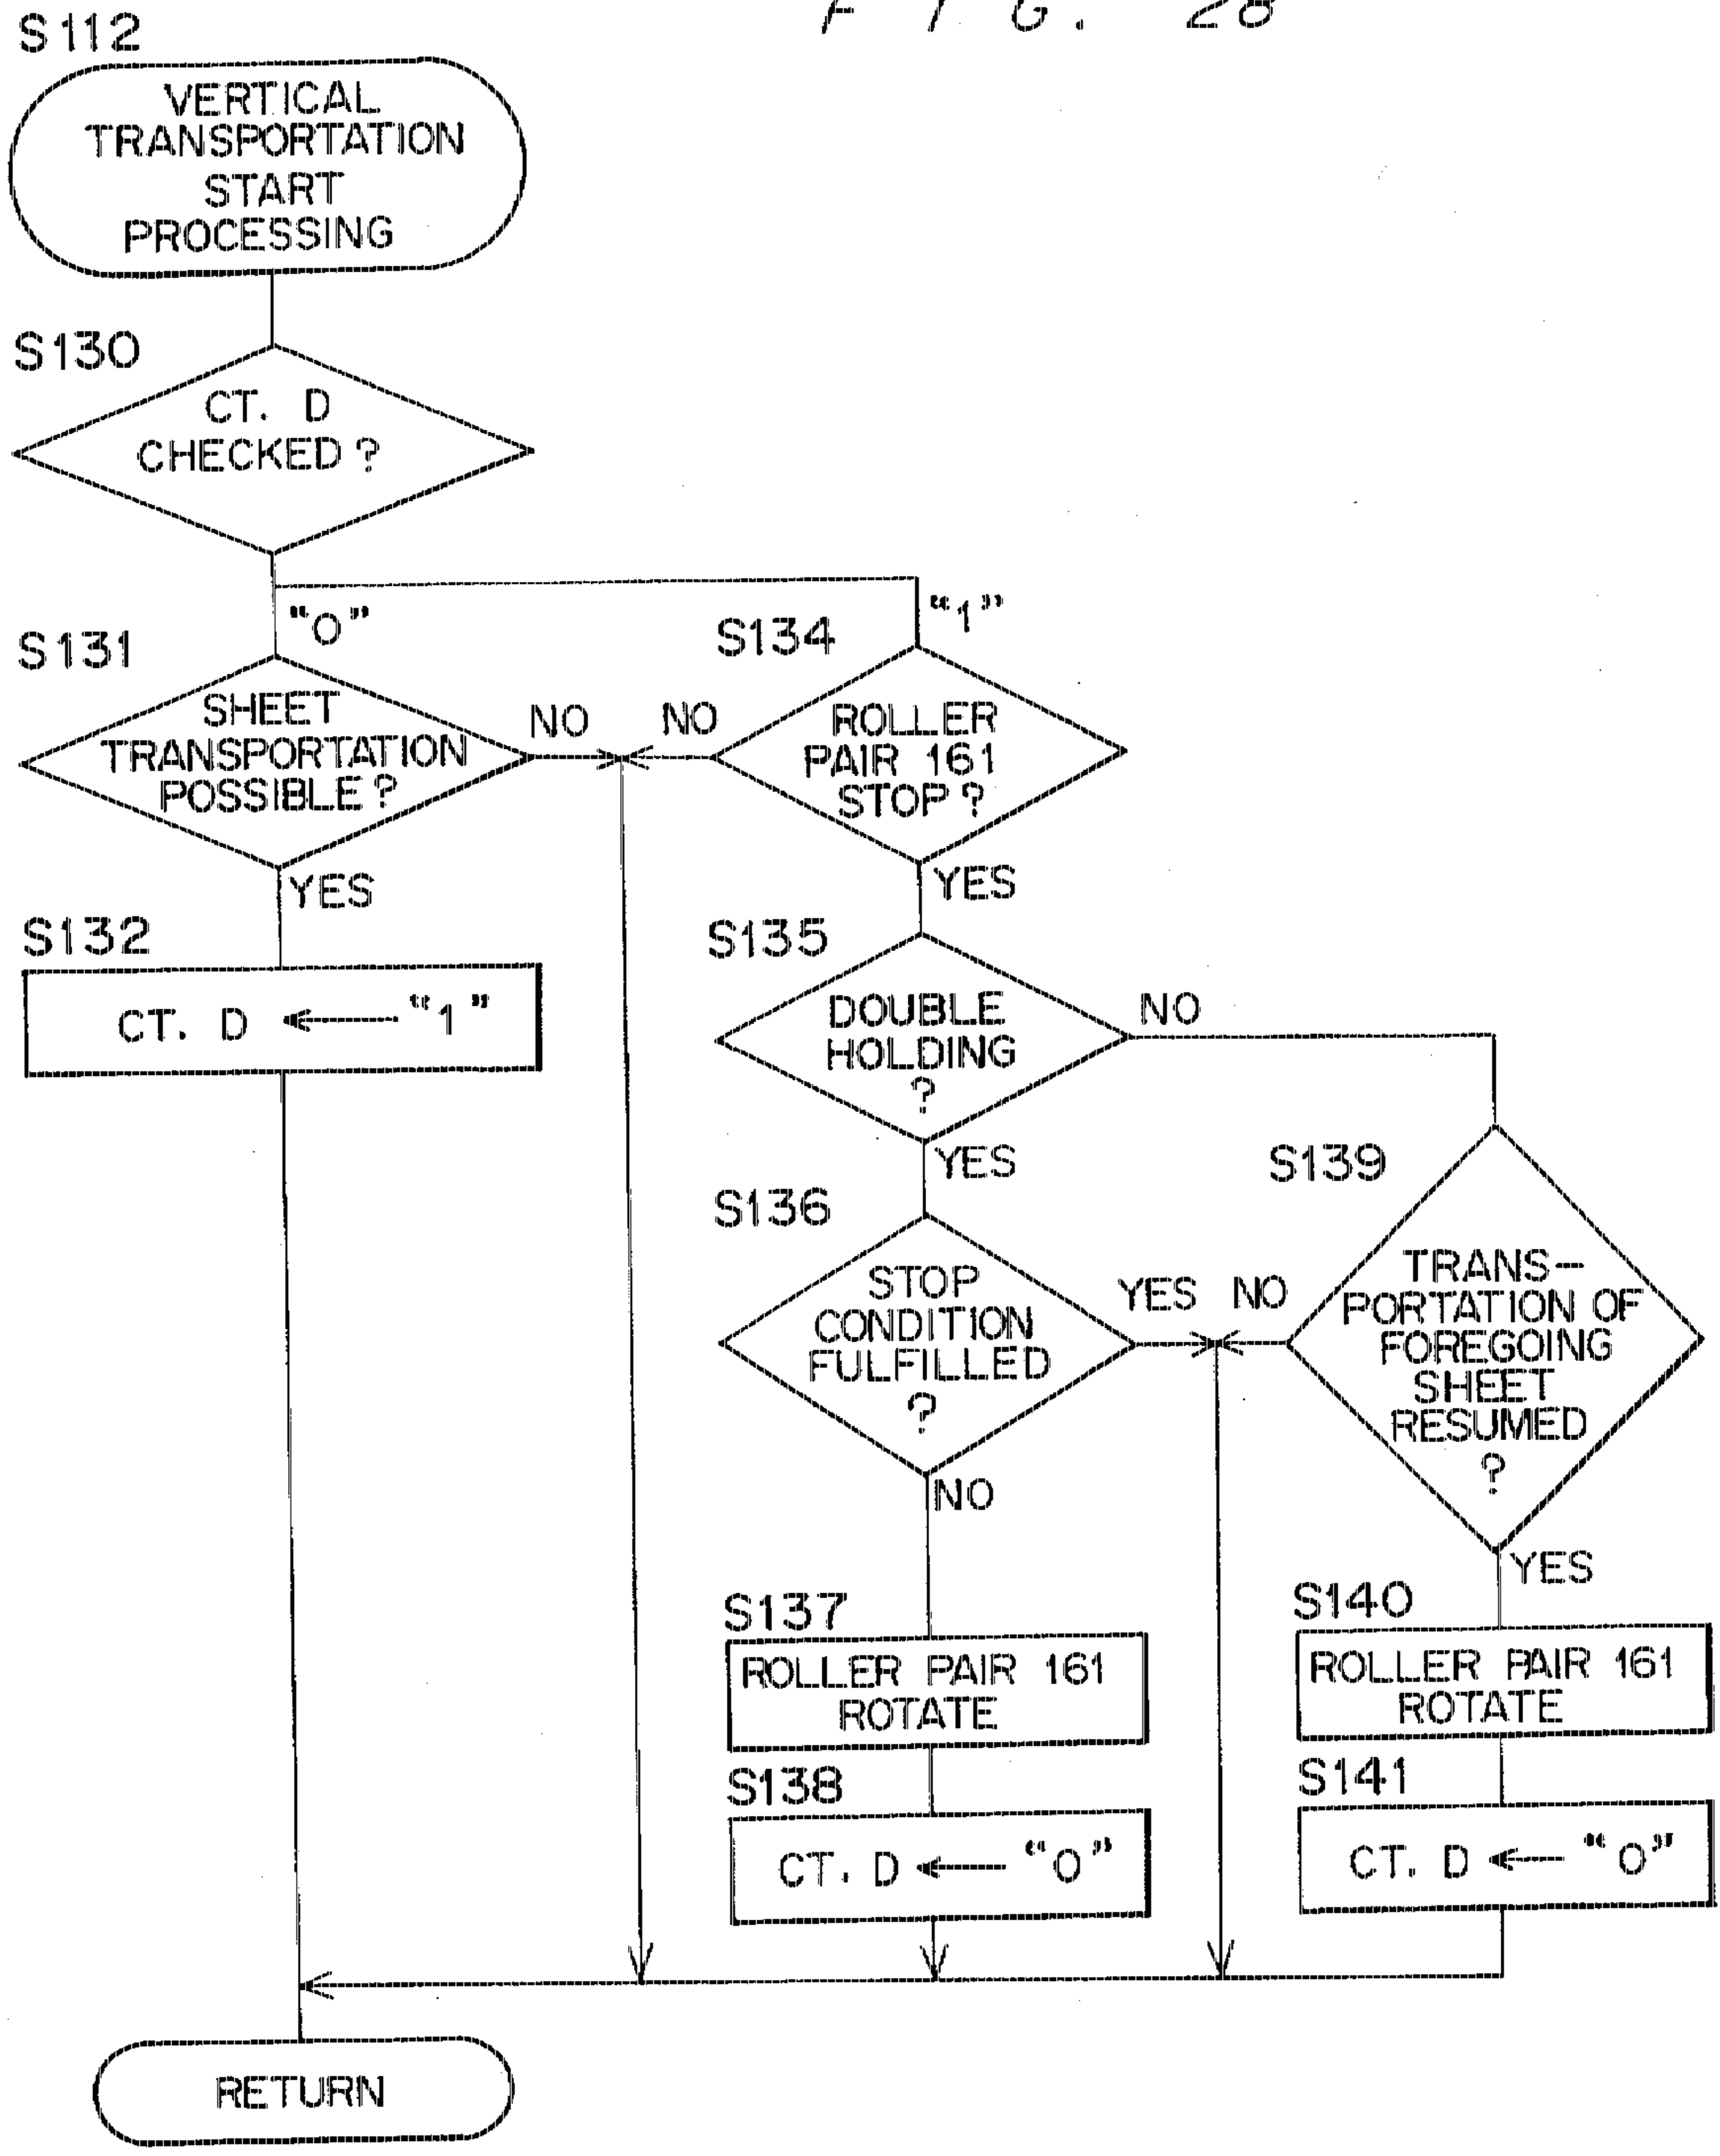 F I G. 28
S112
VERTICAL
TRANSPORTATION
START
PROCESSING
S130
CT. D
CHECKED ?
"0"
"1"
S131
SHEET
TRANSPORTATION
POSSIBLE ?
NO
YES
S134
NO
ROLLER
PAIR 161
STOP ?
YES
S132
CT. D ← "1"
S135
DOUBLE
HOLDING
?
NO
YES
S136
STOP
CONDITION
FULFILLED
?
YES
NO
S139
NO
TRANS-
PORTATION OF
FOREGOING
SHEET
RESUMED
?
YES
S137
ROLLER PAIR 161
ROTATE
S140
ROLLER PAIR 161
ROTATE
S138
CT. D ← "0"
S141
CT. D ← "0"
RETURN